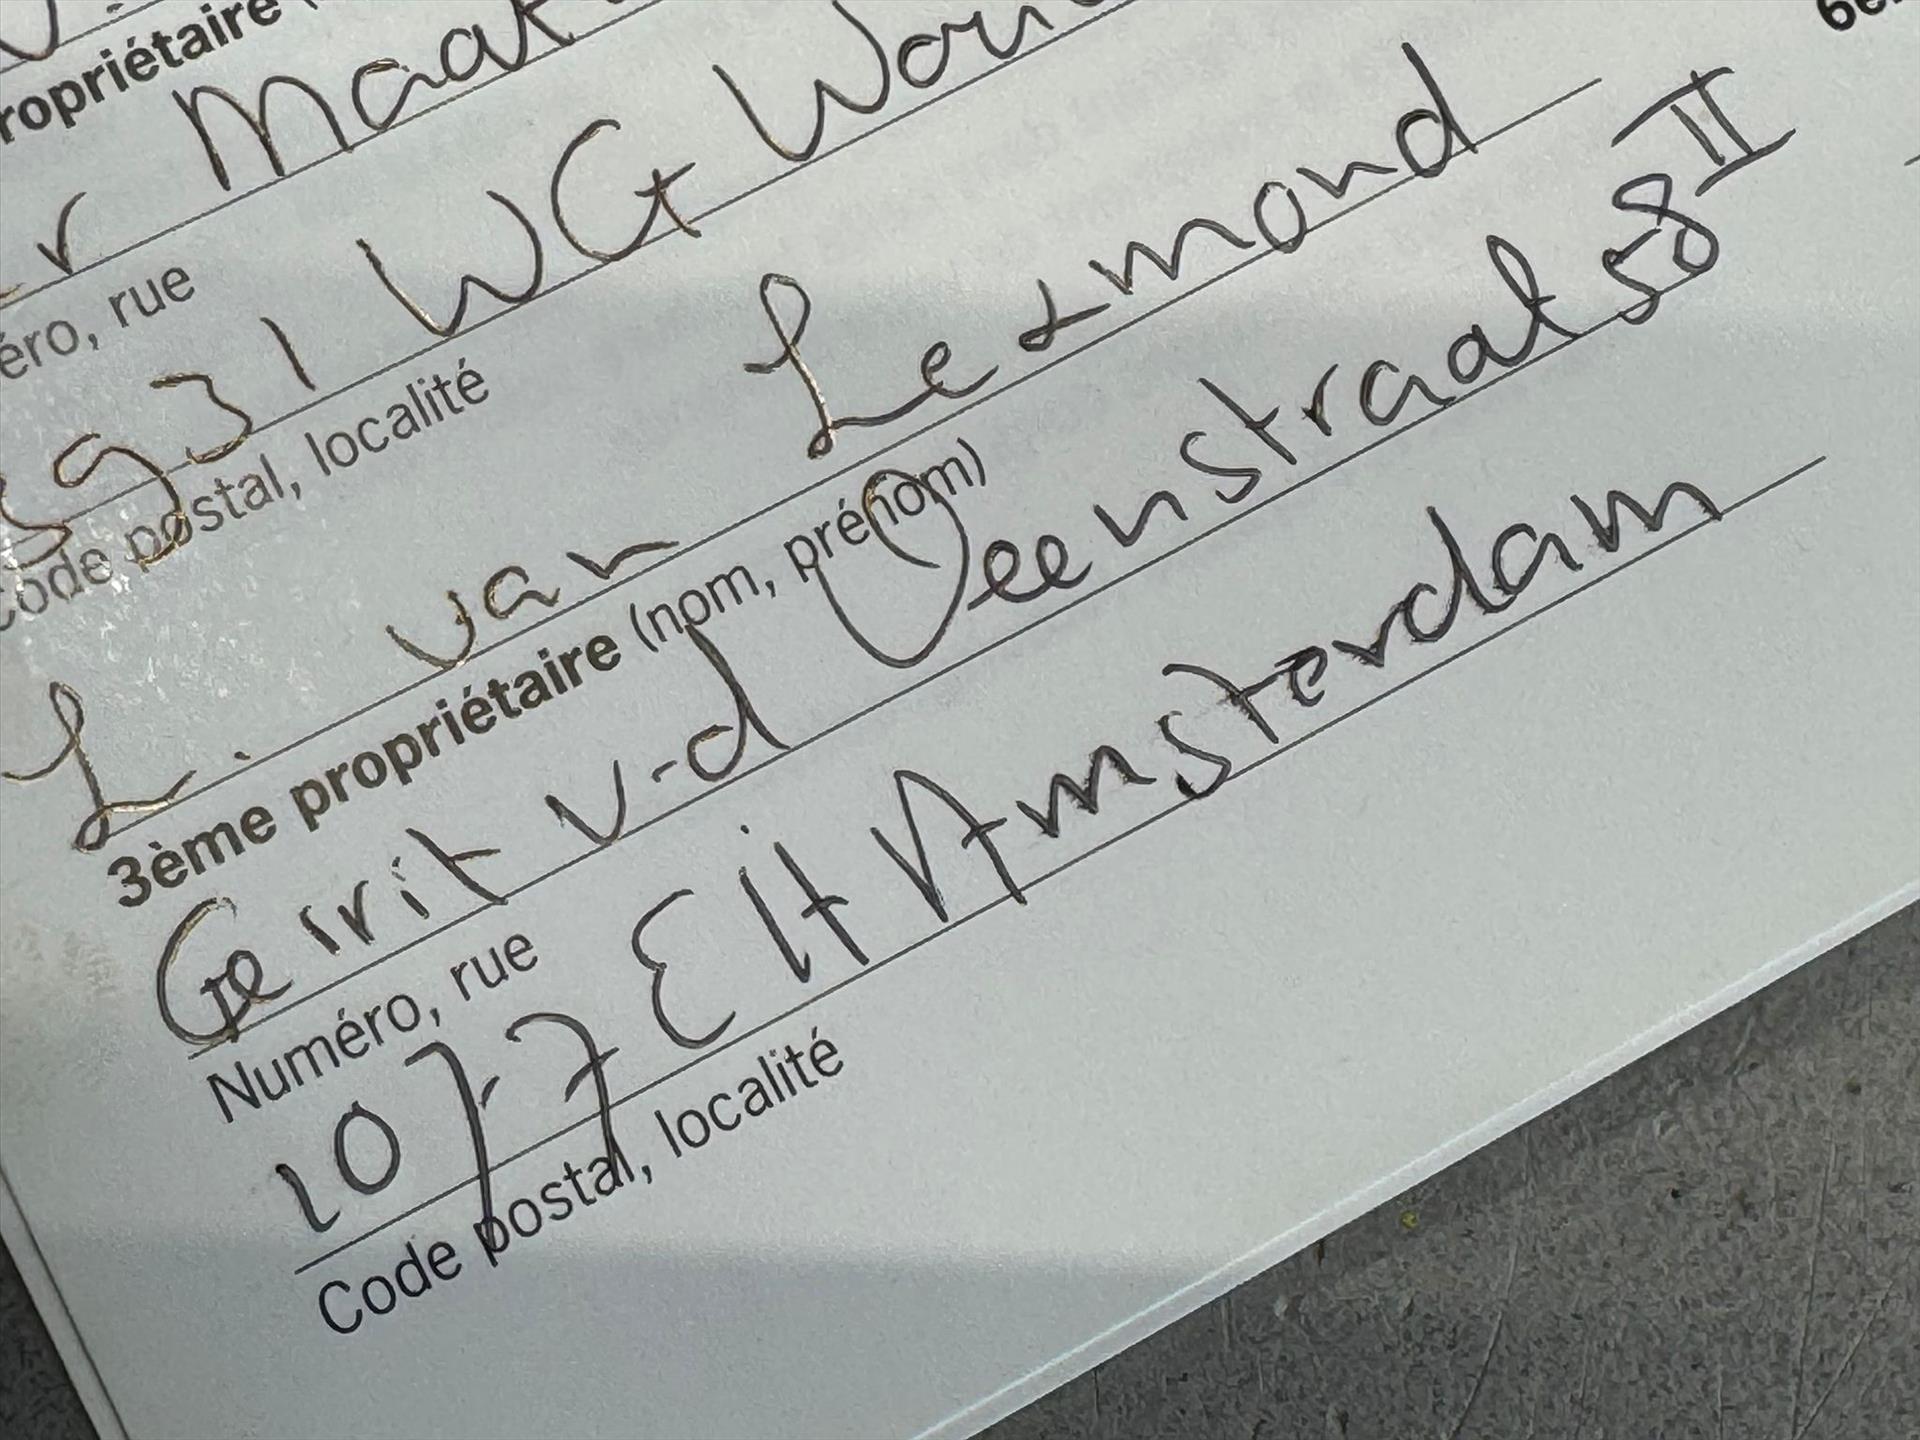 ropriétaire
r Maat
éro, rue
931 WG Wou
Code postal, localité
L. van Lexmond
3ème propriétaire (nom, prénom)
Gerrit v-d Veenstraat 58 II
Numéro, rue
1077 EH Amsterdam
Code postal, localité